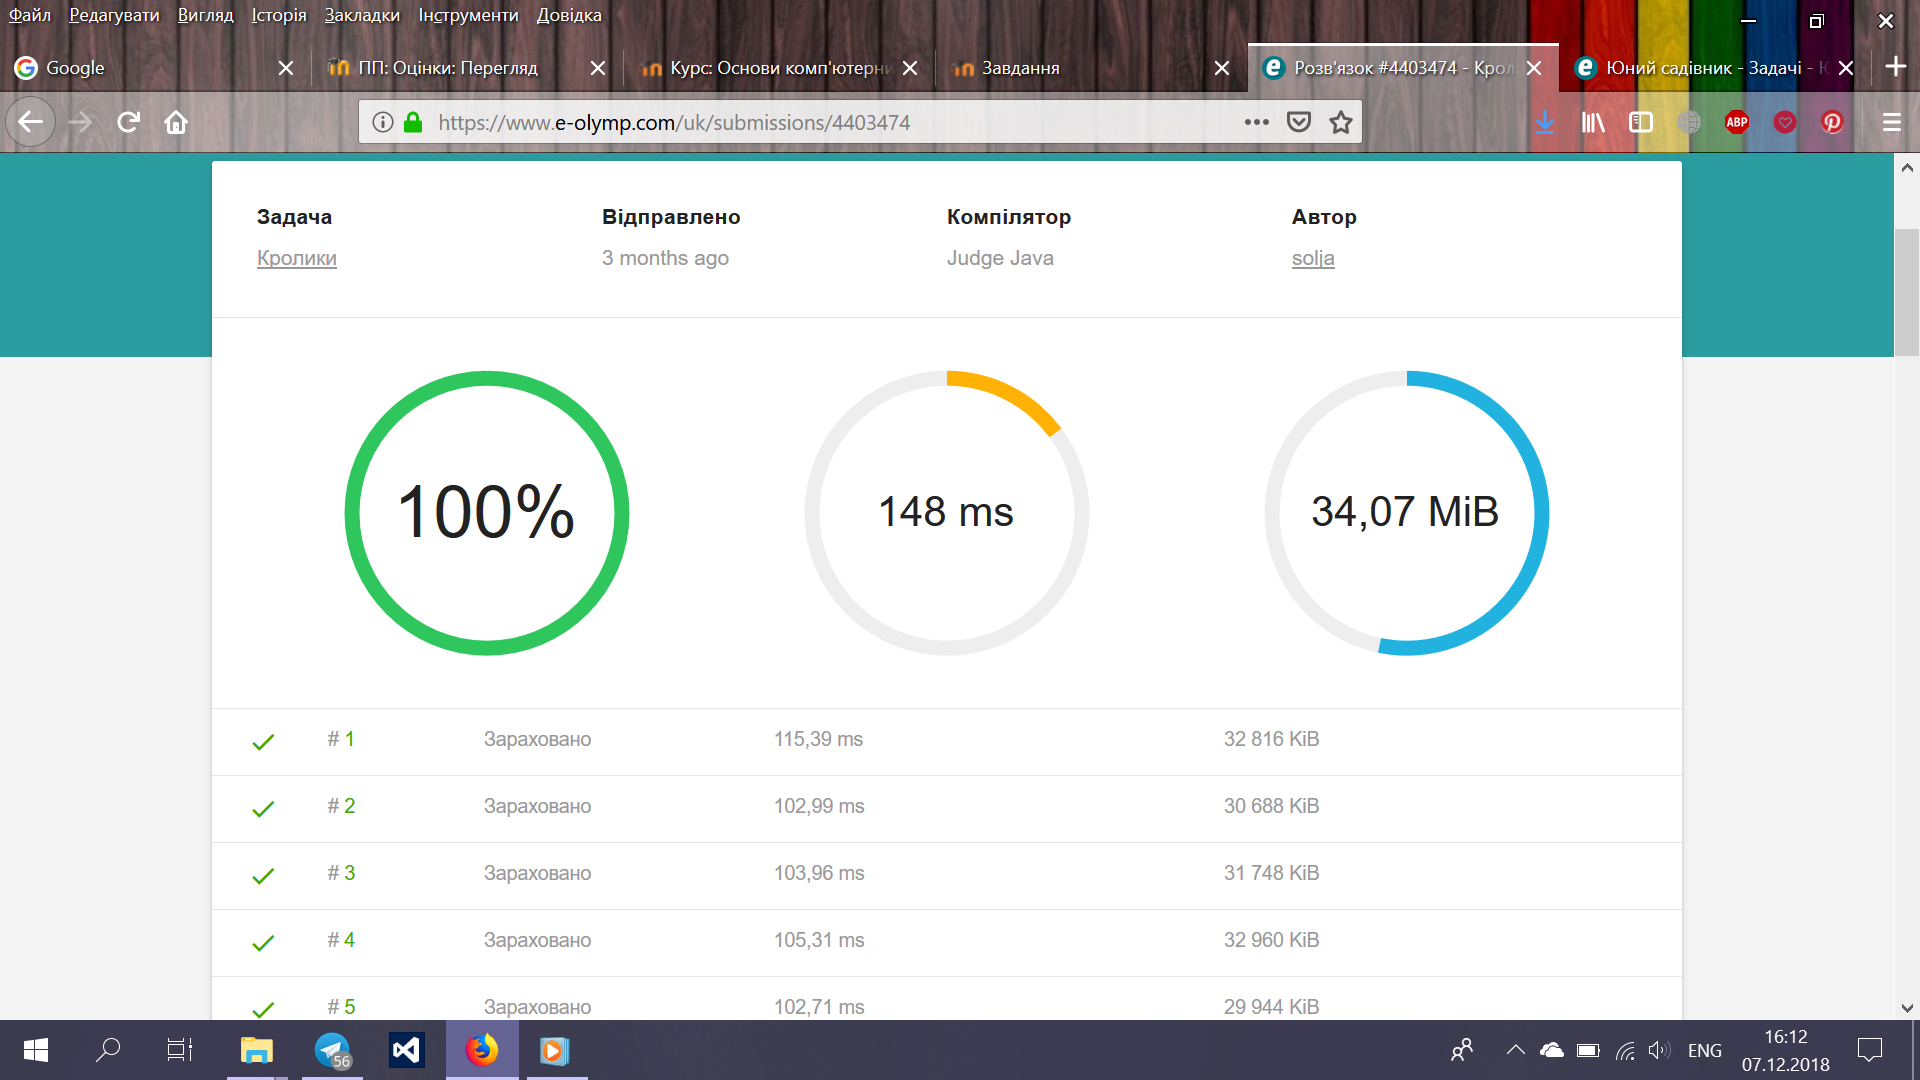 Файл Редагувати Вигляд Історія Закладки Інструменти Довідка
Google ПП: Оцінки: Перегляд Курс: Основи комп'ютерни Завдання Розв'язок #4403474 - Крол Юний садівник - Задачі - Ю
https://www.e-olymp.com/uk/submissions/4403474
ABP
Задача Відправлено Компілятор Автор
Кролики 3 months ago Judge Java solja
100% 148 ms 34,07 MiB
# 1 Зараховано 115,39 ms 32 816 KiB
# 2 Зараховано 102,99 ms 30 688 KiB
# 3 Зараховано 103,96 ms 31 748 KiB
# 4 Зараховано 105,31 ms 32 960 KiB
# 5 Зараховано 102,71 ms 29 944 KiB
56
ENG
16:12
07.12.2018